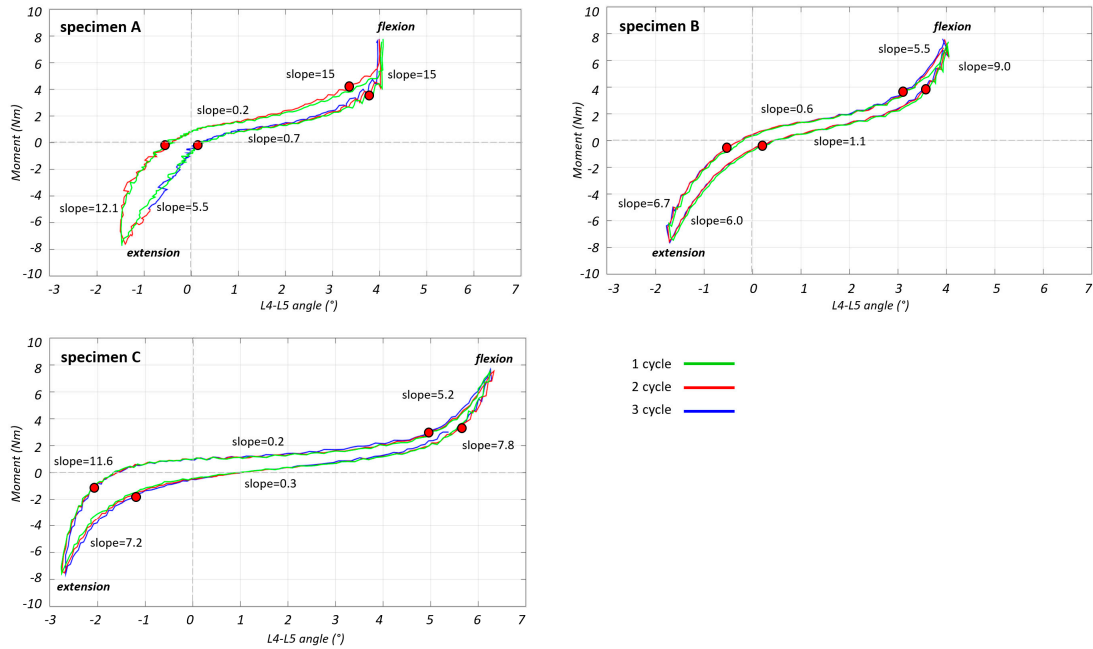 specimen A
flexion
10
8
6
4
2
0
-2
-4
-6
-8
-10
Moment (Nm)
slope=15
slope=15
slope=0.2
slope=0.7
slope=12.1
slope=5.5
extension
-3 -2 -1 0 1 2 3 4 5 6 7
L4-L5 angle (°)
specimen B
flexion
10
8
6
4
2
0
-2
-4
-6
-8
-10
Moment (Nm)
slope=5.5
slope=9.0
slope=0.6
slope=1.1
slope=6.7
slope=6.0
extension
-3 -2 -1 0 1 2 3 4 5 6 7
L4-L5 angle (°)
specimen C
flexion
10
8
6
4
2
0
-2
-4
-6
-8
-10
Moment (Nm)
slope=5.2
slope=0.2
slope=7.8
slope=11.6
slope=0.3
slope=7.2
extension
-3 -2 -1 0 1 2 3 4 5 6 7
L4-L5 angle (°)
1 cycle
2 cycle
3 cycle